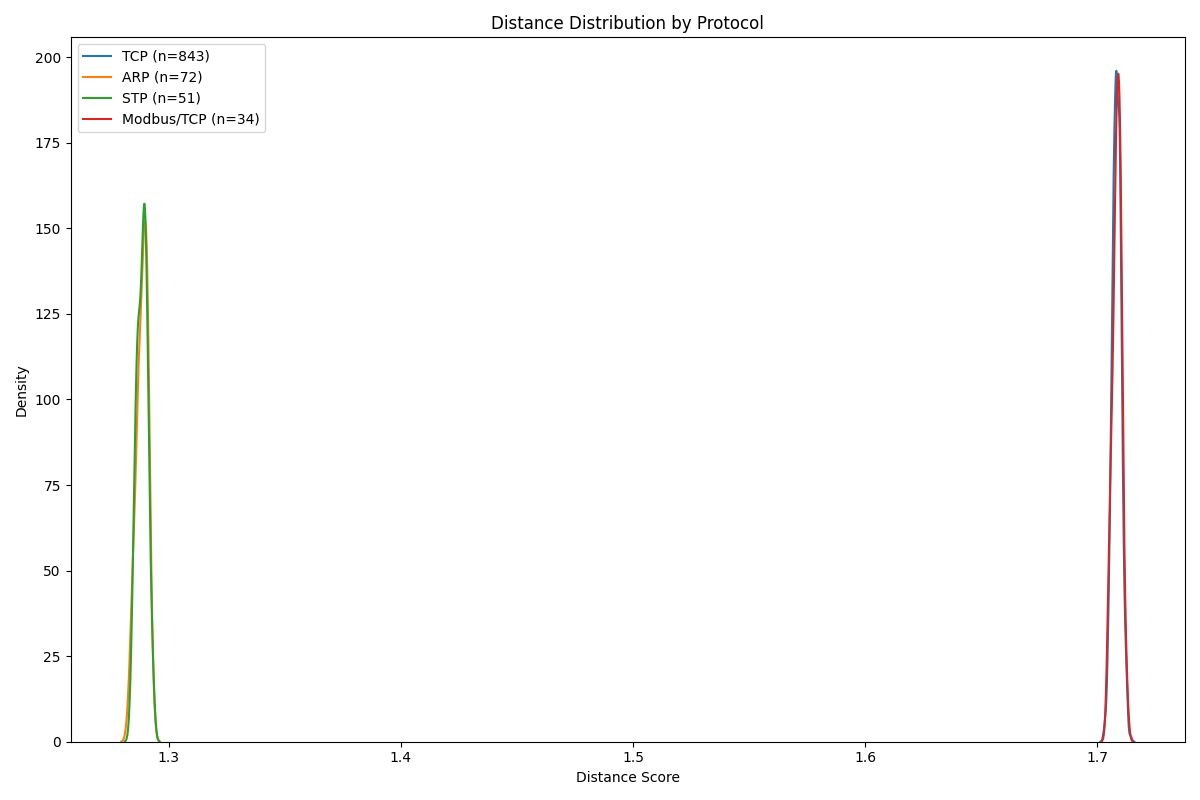 Distance Distribution by Protocol
TCP (n=843)
ARP (n=72)
STP (n=51)
Modbus/TCP (n=34)
200
175
150
125
100
75
50
25
0
Density
1.3
1.4
1.5
1.6
1.7
Distance Score